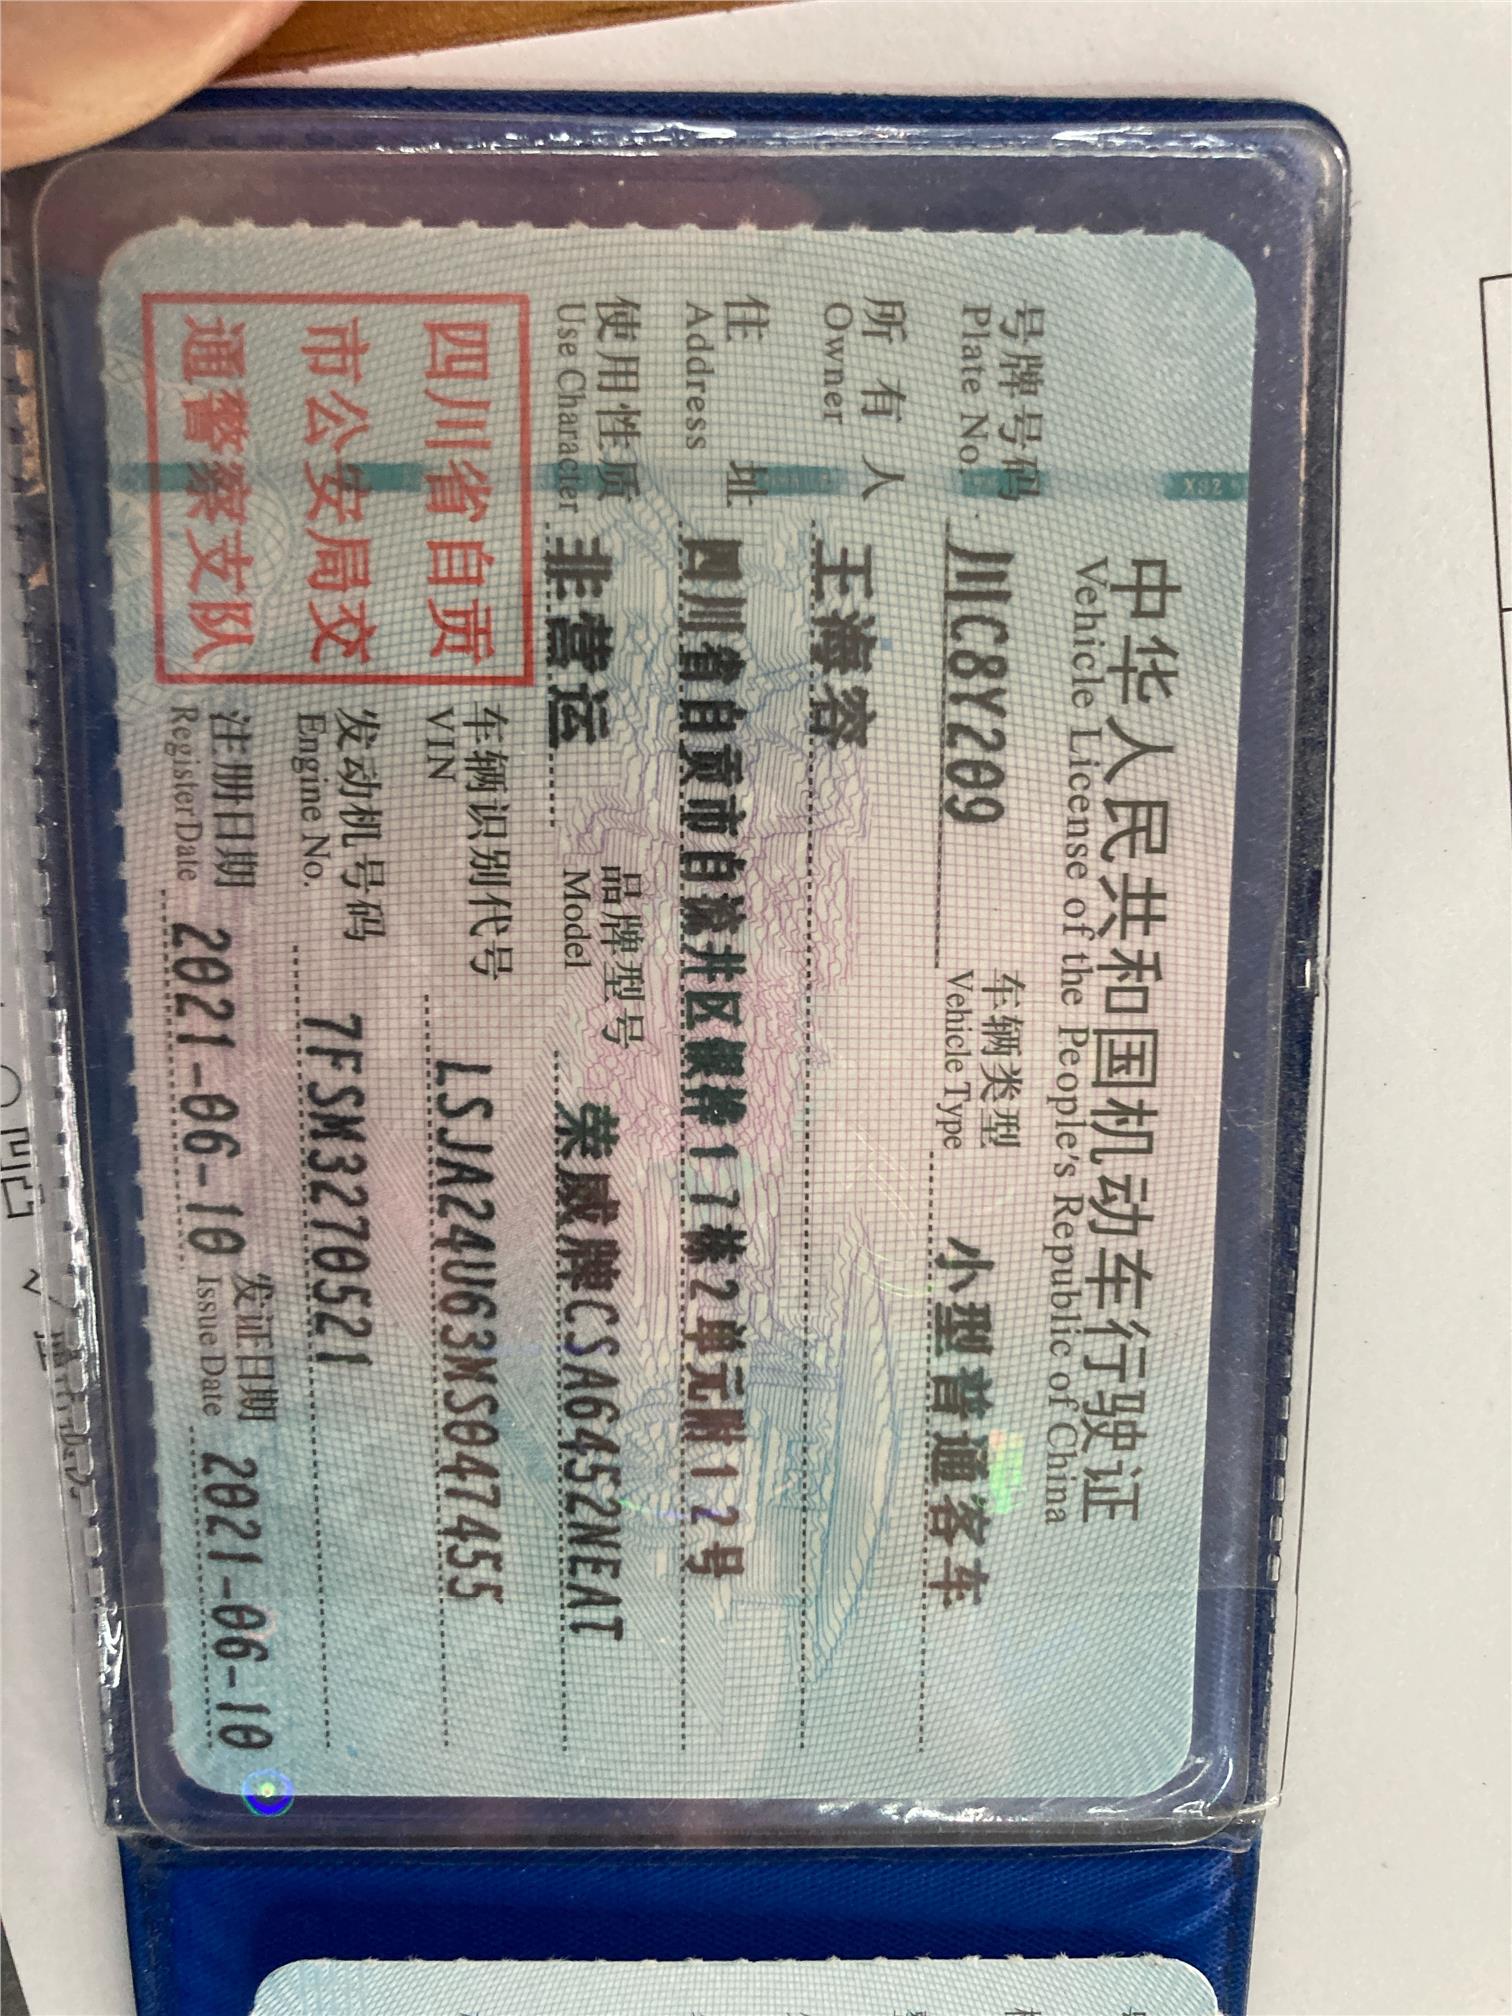 中华人民共和国机动车行驶证
Vehicle License of the People's Republic of China
号牌号码 川C8Y209 车辆类型 小型普通客车
Plate No. Vehicle Type
所有人 王海容
Owner
住址 四川省自贡市自流井区银桦17栋2单元附12号
Address
使用性质 非营运 品牌型号 荣威牌CSA6452NEAT
Use Character Model
四川省自贡
市公安局交
通警察支队
车辆识别代号 LSJA24U63MS047455
VIN
发动机号码 7FSM3270521
Engine No.
注册日期 2021-06-10 发证日期 2021-06-10
Register Date Issue Date